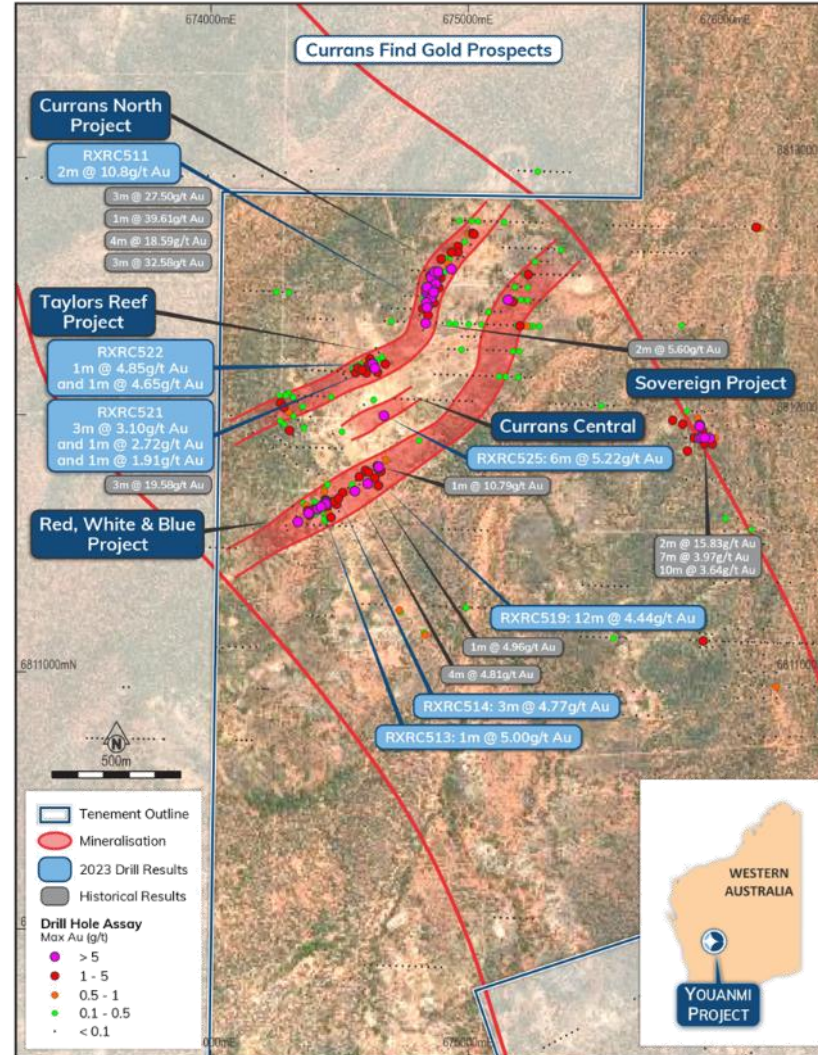 674000mE
675000mE
676000mE
Currans Find Gold Prospects
Currans North
Project
RXRC511
2m @ 10.8g/t Au
3m @ 27.50g/t Au
1m @ 39.61g/t Au
4m @ 18.59g/t Au
3m @ 32.58g/t Au
6813000mN
Taylors Reef
Project
RXRC522
1m @ 4.85g/t Au
and 1m @ 4.65g/t Au
RXRC521
3m @ 3.10g/t Au
and 1m @ 2.72g/t Au
and 1m @ 1.91g/t Au
3m @ 19.58g/t Au
2m @ 5.60g/t Au
Sovereign Project
Currans Central
RXRC525: 6m @ 5.22g/t Au
1m @ 10.79g/t Au
Red, White & Blue
Project
2m @ 15.83g/t Au
7m @ 3.97g/t Au
10m @ 3.64g/t Au
RXRC519: 12m @ 4.44g/t Au
1m @ 4.96g/t Au
4m @ 4.81g/t Au
6811000mN
RXRC514: 3m @ 4.77g/t Au
RXRC513: 1m @ 5.00g/t Au
N
500m
Tenement Outline
Mineralisation
2023 Drill Results
Historical Results
Drill Hole Assay
Max Au (g/t)
> 5
1 - 5
0.5 - 1
0.1 - 0.5
< 0.1
WESTERN
AUSTRALIA
YOUANMI
PROJECT